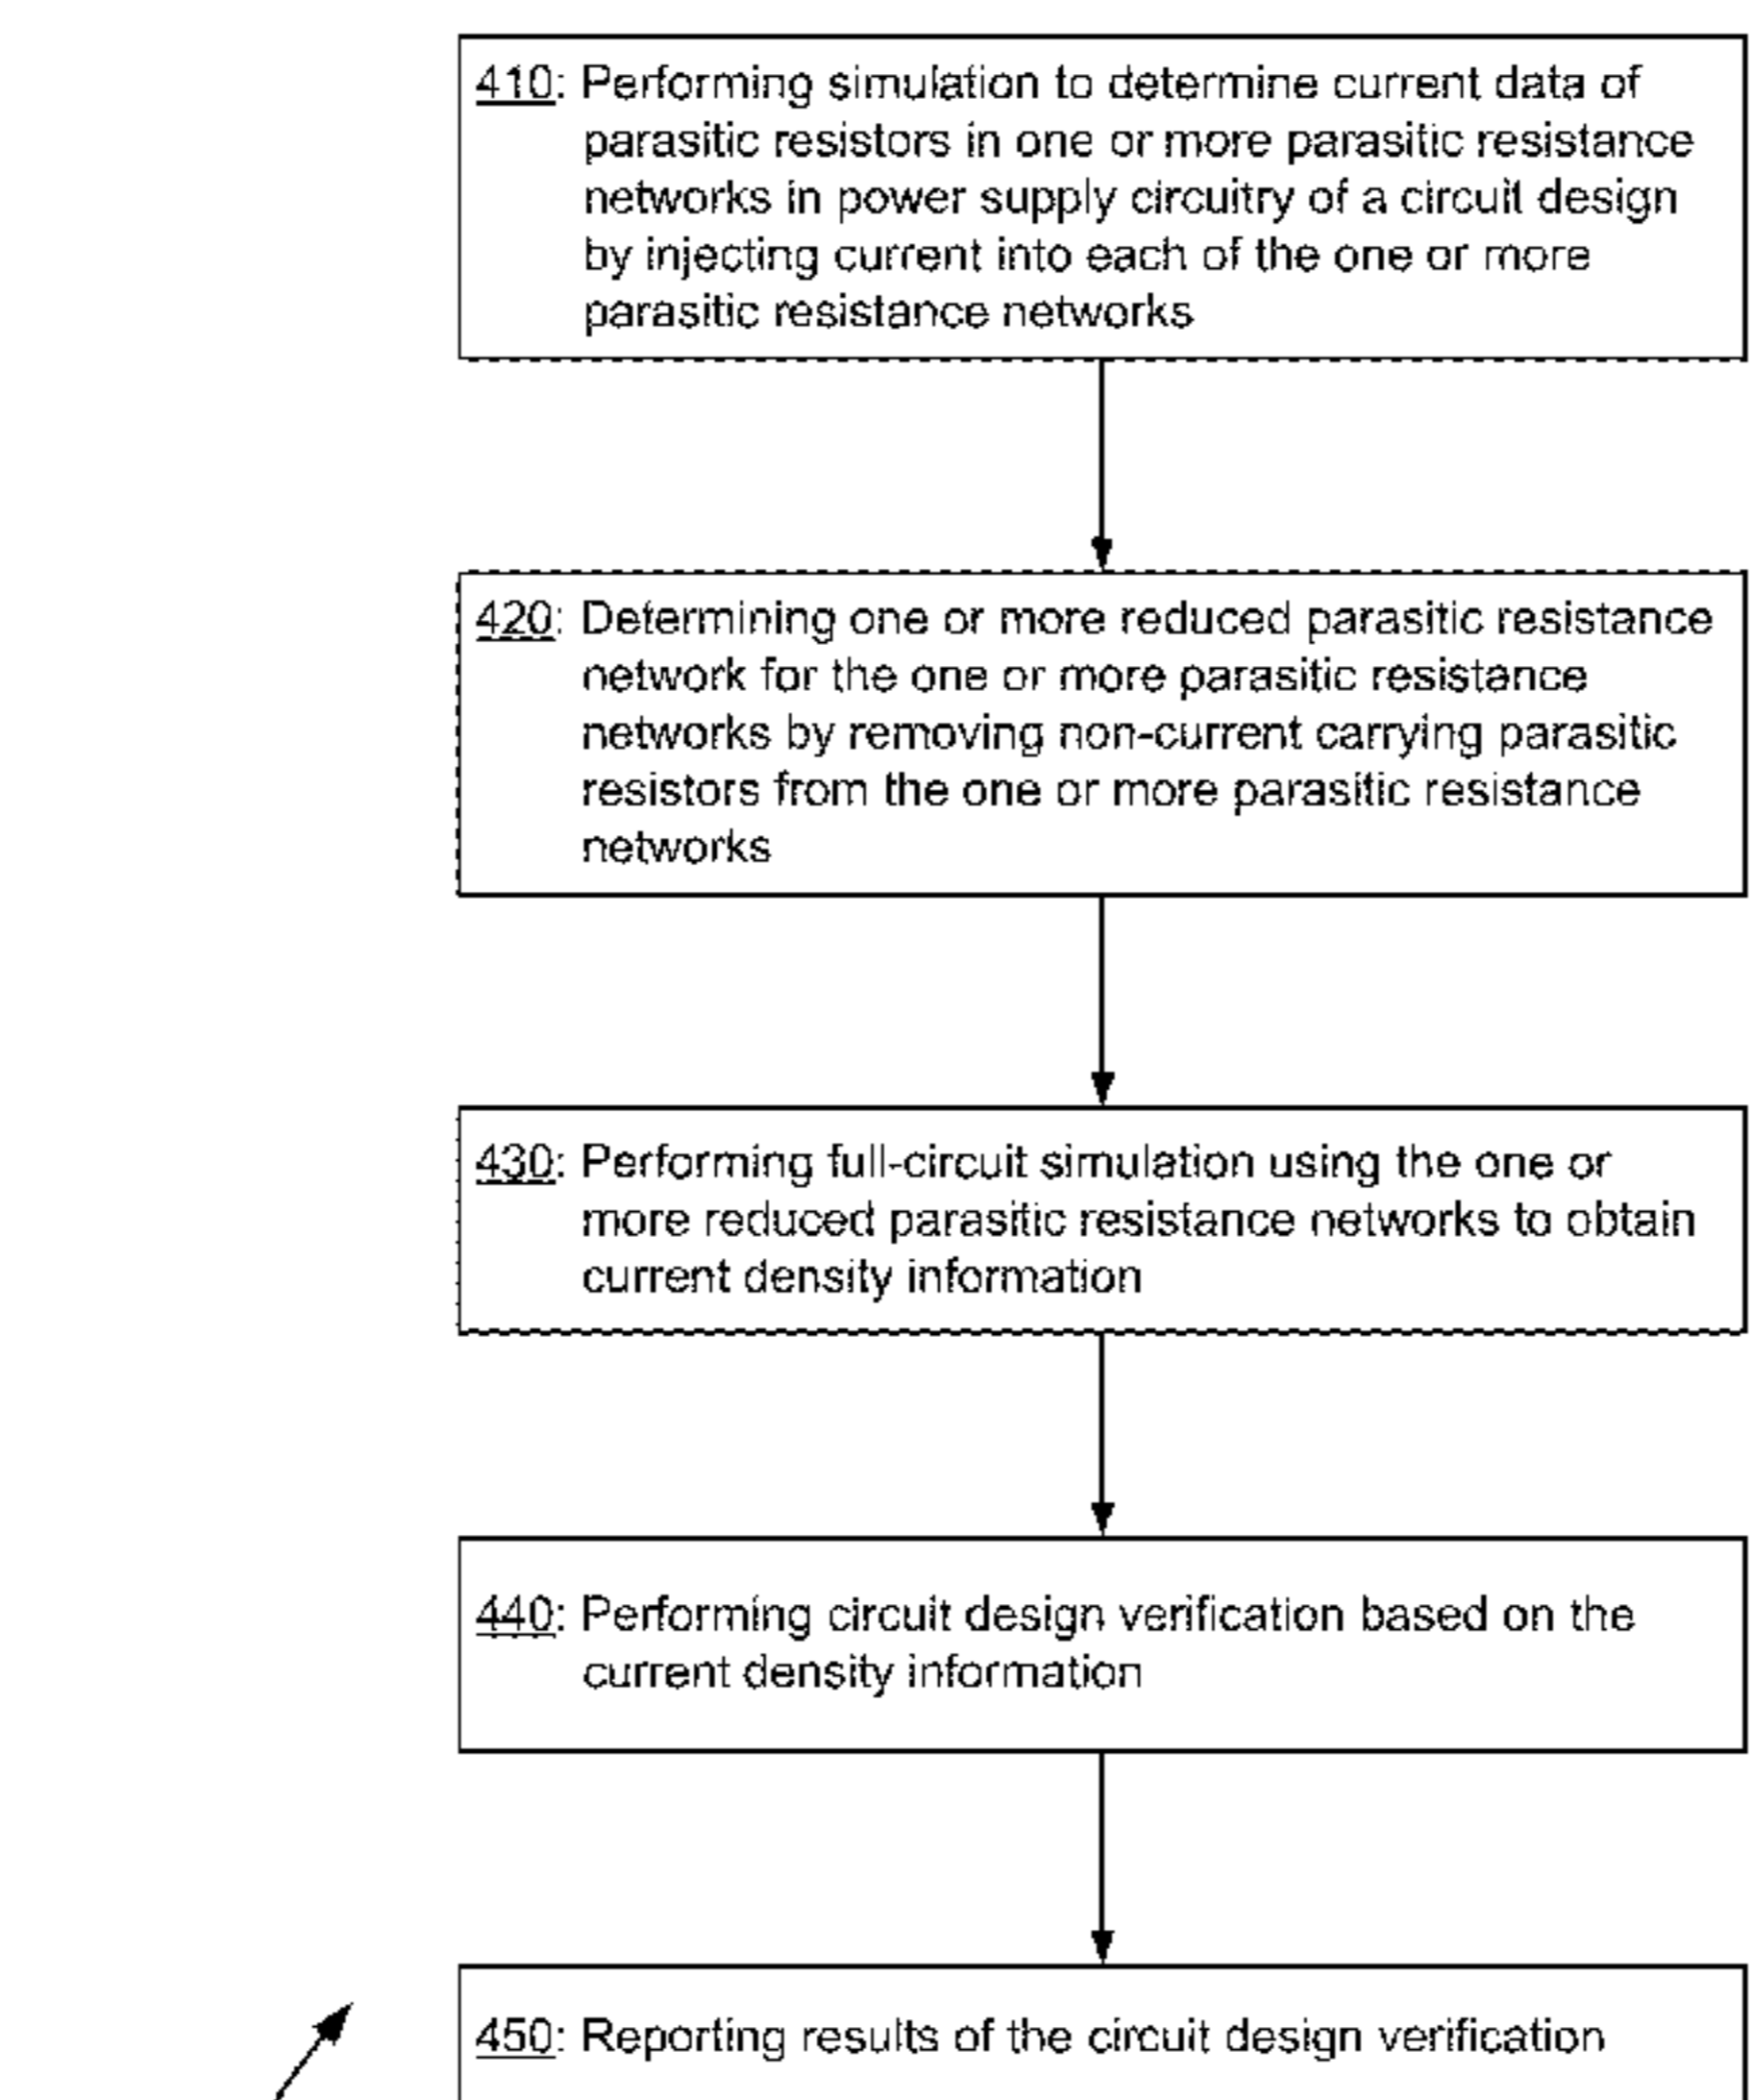 410: Performing simulation to determine current data of
parasitic resistors in one or more parasitic resistance
networks in power supply circuitry of a circuit design
by injecting current into each of the one or more
parasitic resistance networks
420: Determining one or more reduced parasitic resistance
network for the one or more parasitic resistance
networks by removing non-current carrying parasitic
resistors from the one or more parasitic resistance
networks
430: Performing full-circuit simulation using the one or
more reduced parasitic resistance networks to obtain
current density information
440: Performing circuit design verification based on the
current density information
450: Reporting results of the circuit design verification